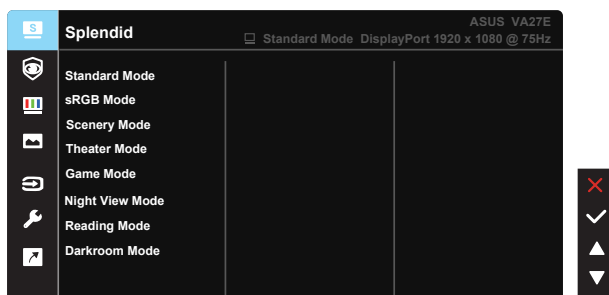 S
Splendid
ASUS VA27E
Standard Mode DisplayPort 1920 x 1080 @ 75Hz
Standard Mode
sRGB Mode
Scenery Mode
Theater Mode
Game Mode
Night View Mode
Reading Mode
Darkroom Mode